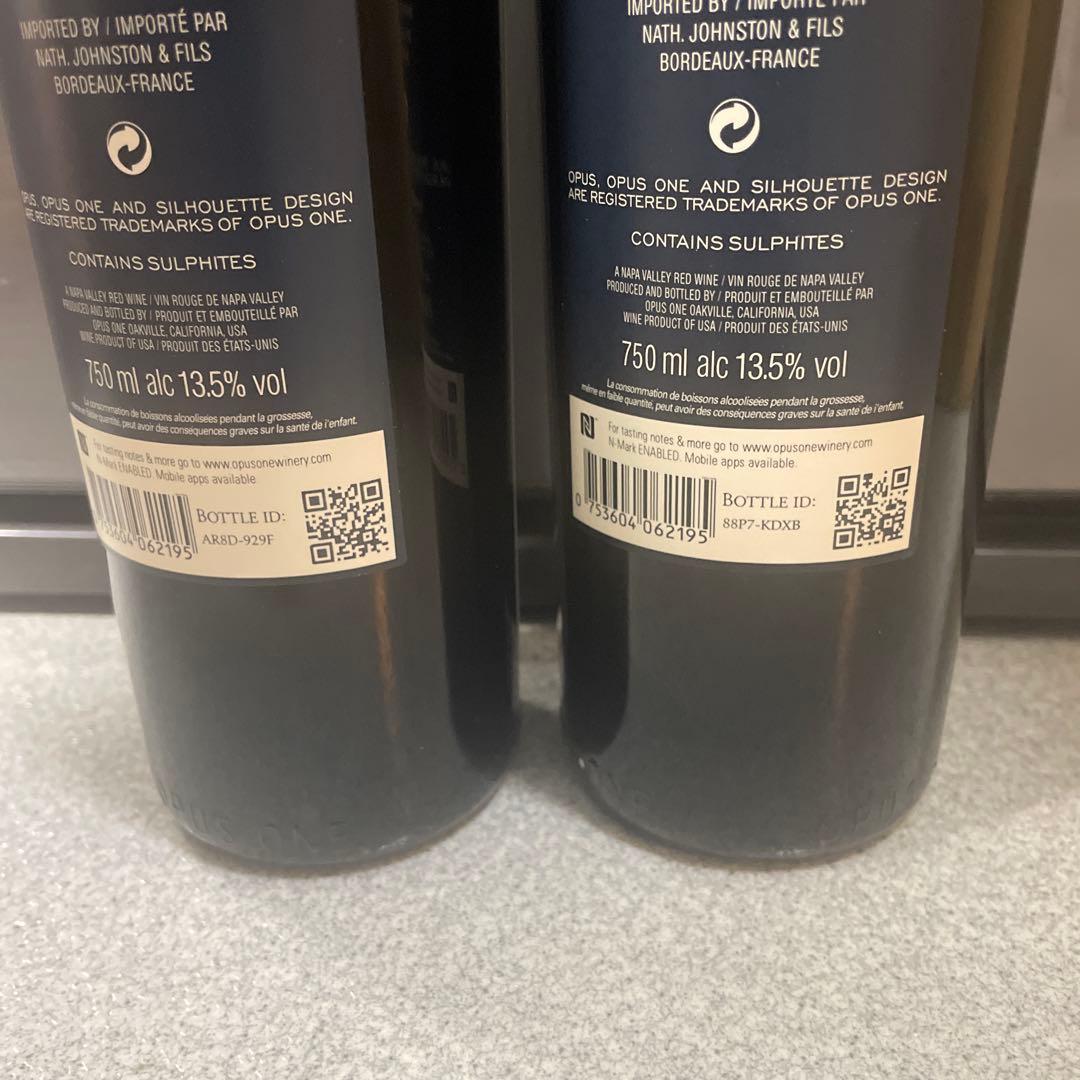 IMPORTED BY / IMPORTÉ PAR
NATH. JOHNSTON & FILS
BORDEAUX-FRANCE
OPUS, OPUS ONE AND SILHOUETTE DESIGN
ARE REGISTERED TRADEMARKS OF OPUS ONE.
CONTAINS SULPHITES
A NAPA VALLEY RED WINE / VIN ROUGE DE NAPA VALLEY
PRODUCED AND BOTTLED BY / PRODUIT ET EMBOUTEILLÉ PAR
OPUS ONE OAKVILLE, CALIFORNIA, USA
WINE PRODUCT OF USA / PRODUIT DES ÉTATS-UNIS
750 ml alc 13.5% vol
La consommation de boissons alcoolisées pendant la grossesse,
même en faible quantité, peut avoir des conséquences graves sur la santé de l'enfant.
For tasting notes & more go to www.opusonewinery.com
N-Mark ENABLED. Mobile apps available.
753604 062195
BOTTLE ID:
AR8D-929F
OPUS ONE
IMPORTED BY / IMPORTÉ PAR
NATH. JOHNSTON & FILS
BORDEAUX-FRANCE
OPUS, OPUS ONE AND SILHOUETTE DESIGN
ARE REGISTERED TRADEMARKS OF OPUS ONE.
CONTAINS SULPHITES
A NAPA VALLEY RED WINE / VIN ROUGE DE NAPA VALLEY
PRODUCED AND BOTTLED BY / PRODUIT ET EMBOUTEILLÉ PAR
OPUS ONE OAKVILLE, CALIFORNIA, USA
WINE PRODUCT OF USA / PRODUIT DES ÉTATS-UNIS
750 ml alc 13.5% vol
La consommation de boissons alcoolisées pendant la grossesse,
même en faible quantité, peut avoir des conséquences graves sur la santé de l'enfant.
N
For tasting notes & more go to www.opusonewinery.com
N-Mark ENABLED. Mobile apps available.
0 753604 062195
BOTTLE ID:
88P7-KDXB